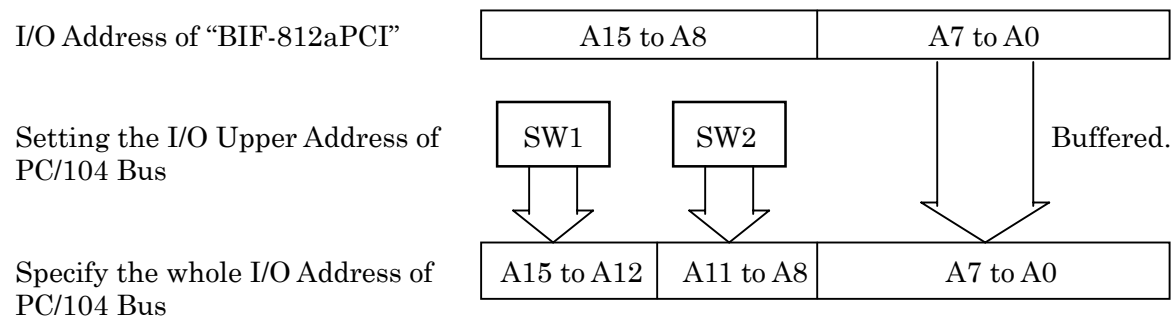 I/O Address of “BIF-812aPCI”
A15 to A8
A7 to A0
Setting the I/O Upper Address of
PC/104 Bus
SW1
SW2
Buffered.
Specify the whole I/O Address of
PC/104 Bus
A15 to A12
A11 to A8
A7 to A0